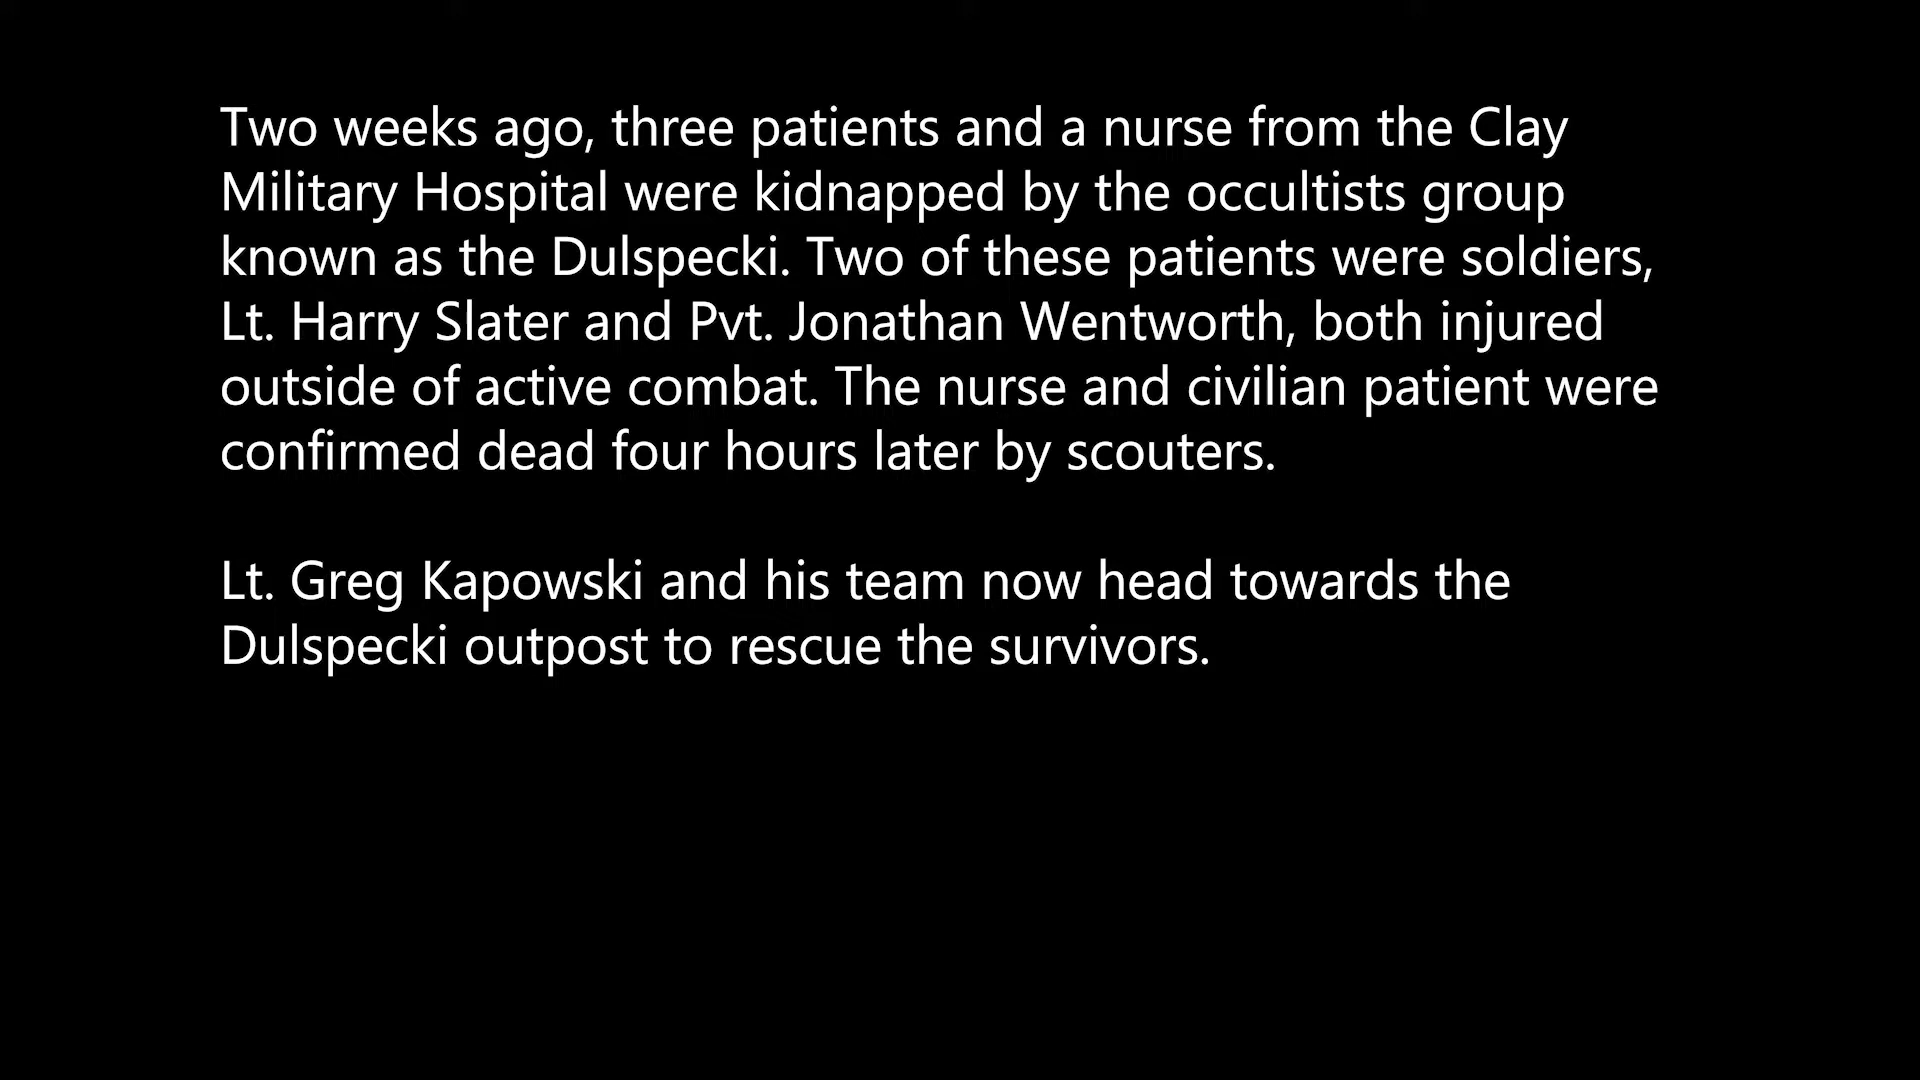 Two weeks ago, three patients and a nurse from the Clay
Military Hospital were kidnapped by the occultists group
known as the Dulspecki. Two of these patients were soldiers,
Lt. Harry Slater and Pvt. Jonathan Wentworth, both injured
outside of active combat. The nurse and civilian patient were
confirmed dead four hours later by scouters.
Lt. Greg Kapowski and his team now head towards the
Dulspecki outpost to rescue the survivors.